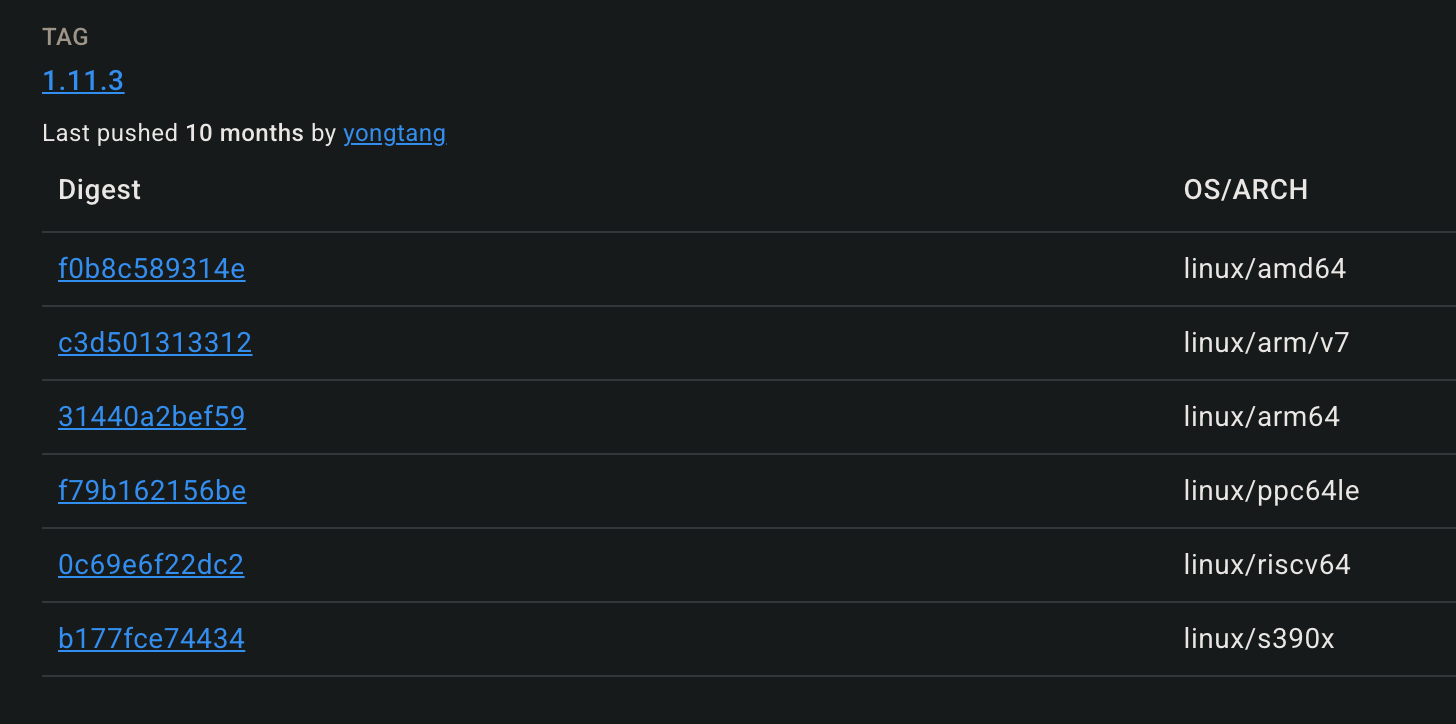 TAG
1.11.3
Last pushed 10 months by yongtang
Digest OS/ARCH
f0b8c589314e linux/amd64
c3d501313312 linux/arm/v7
31440a2bef59 linux/arm64
f79b162156be linux/ppc64le
0c69e6f22dc2 linux/riscv64
b177fce74434 linux/s390x